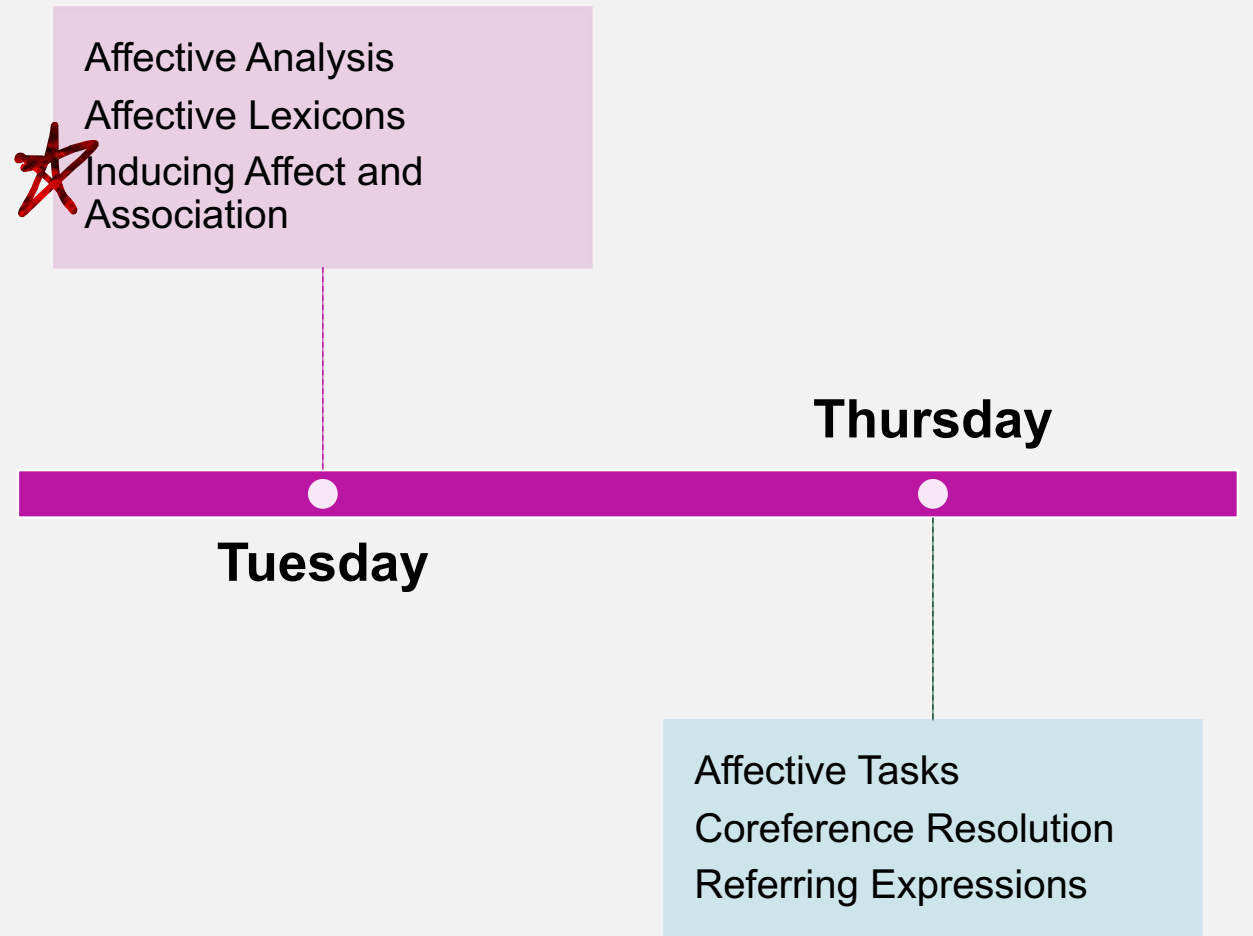 Affective Analysis
Affective Lexicons
Inducing Affect and
Association
Thursday
Tuesday
Affective Tasks
Coreference Resolution
Referring Expressions